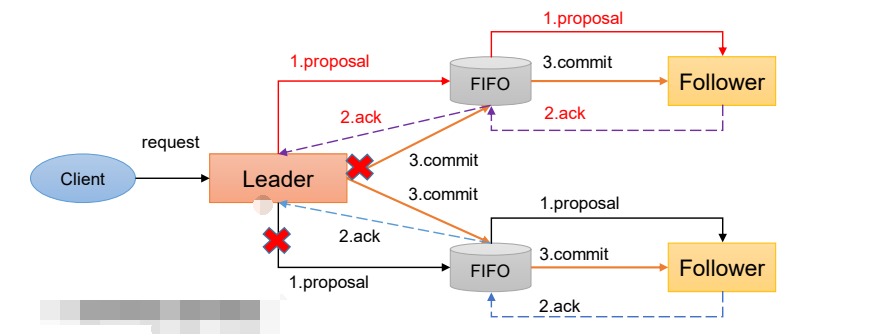 1.proposal
1.proposal
3.commit
FIFO
Follower
2.ack
2.ack
request
3.commit
Client
Leader
3.commit
1.proposal
2.ack
3.commit
FIFO
Follower
1.proposal
2.ack